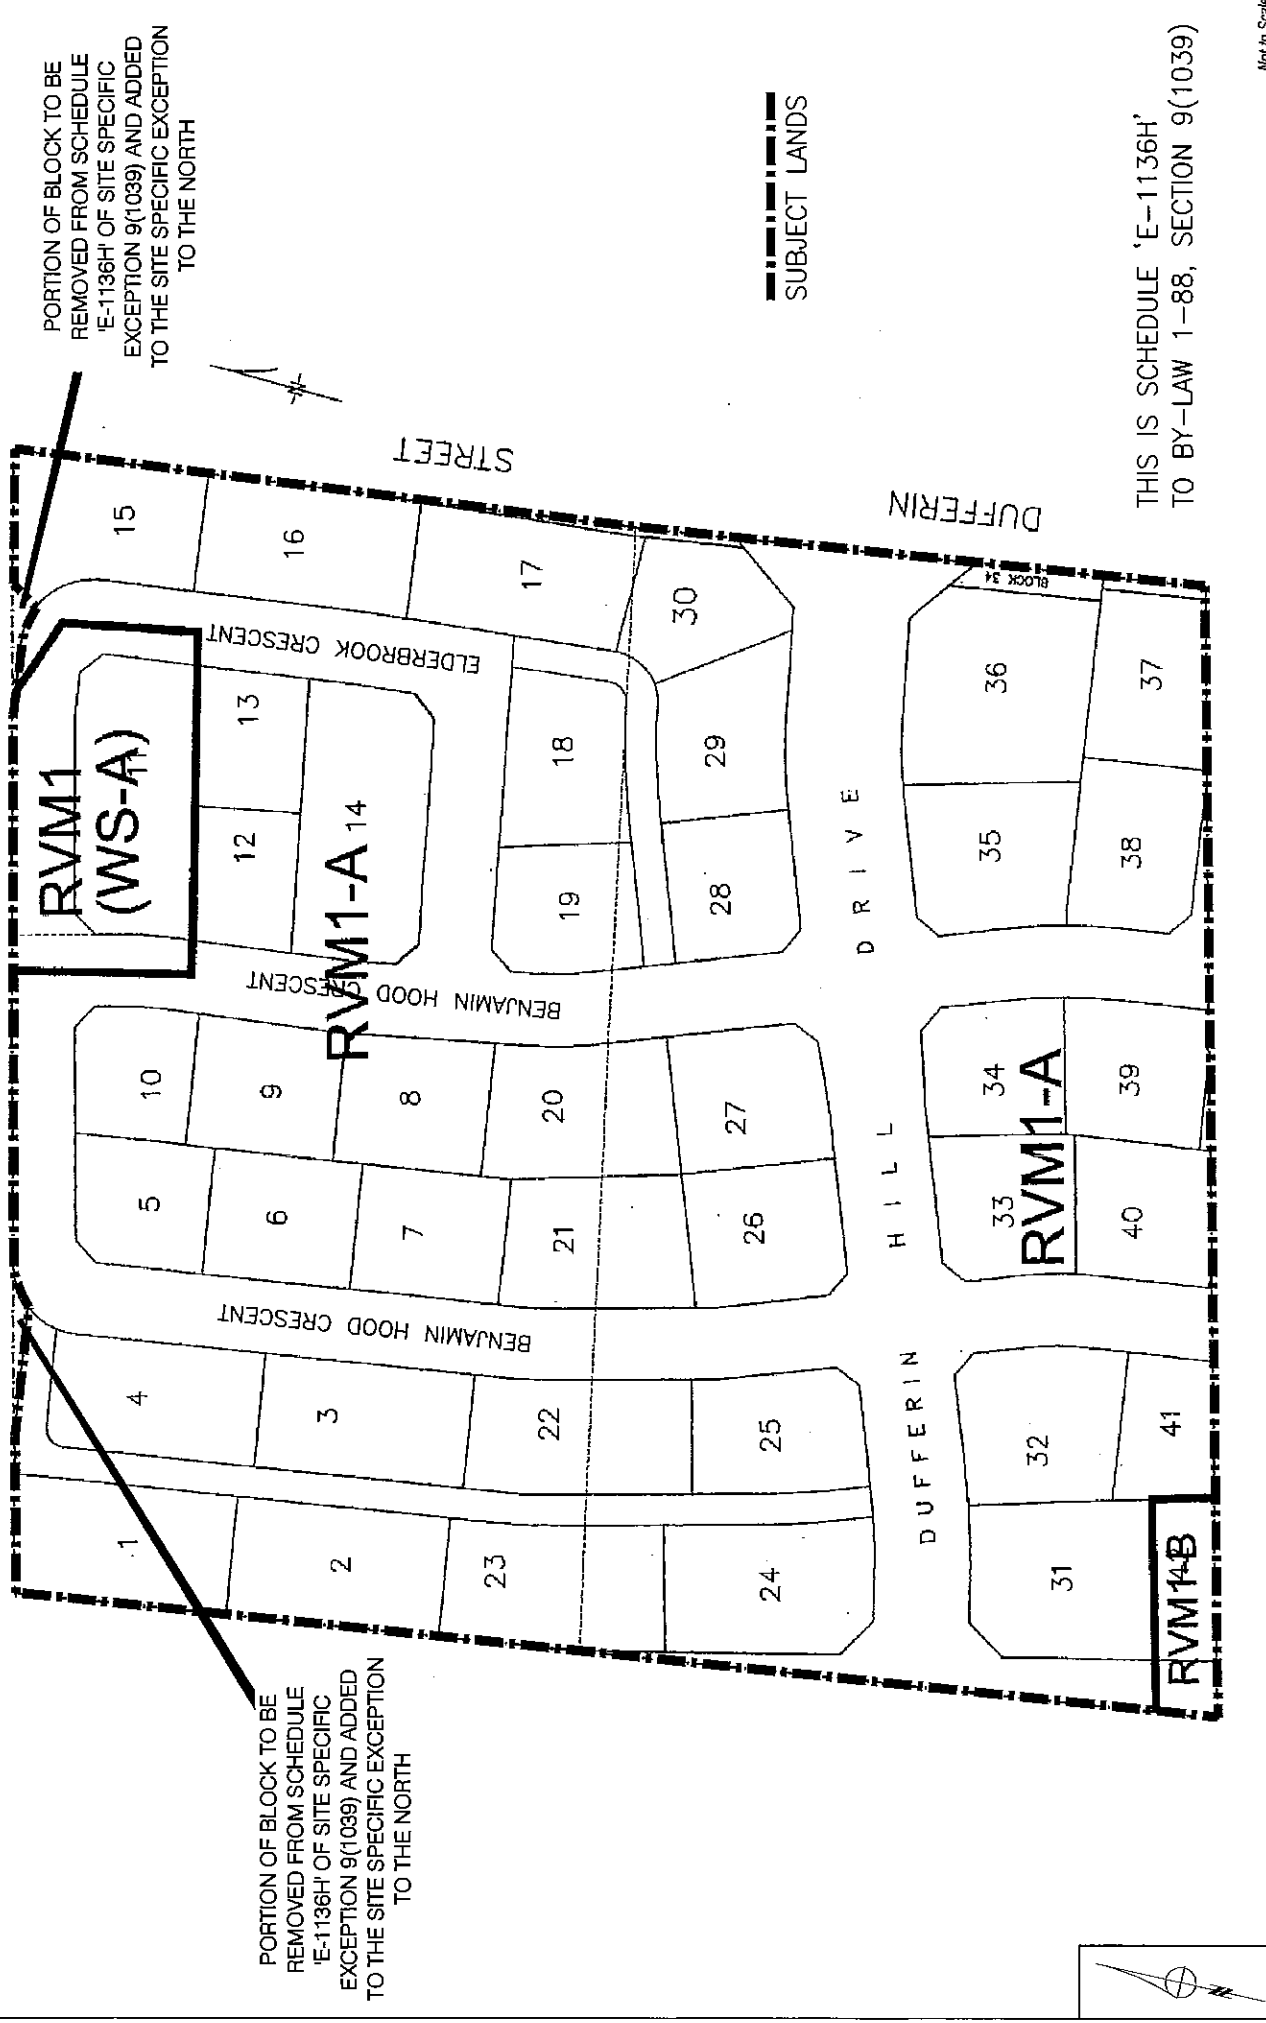 PORTION OF BLOCK TO BE
REMOVED FROM SCHEDULE
'E-1136H' OF SITE SPECIFIC
EXCEPTION 9(1039) AND ADDED
TO THE SITE SPECIFIC EXCEPTION
TO THE NORTH
PORTION OF BLOCK TO BE
REMOVED FROM SCHEDULE
'E-1136H' OF SITE SPECIFIC
EXCEPTION 9(1039) AND ADDED
TO THE SITE SPECIFIC EXCEPTION
TO THE NORTH
RVM1
(WS-A)
11
1
4
5
10
15
2
3
6
9
12
13
16
BENJAMIN HOOD CRESCENT
BENJAMIN HOOD CRESCENT
ELDERBROOK CRESCENT
RVM1-A
7
8
14
17
23
22
21
20
19
18
30
24
25
26
27
28
29
DUFFERIN HILL DRIVE
DUFFERIN STREET
31
32
33
34
35
36
BLOCK 34
RVM1-A
RVM1-B
42
41
40
39
38
37
SUBJECT LANDS
THIS IS SCHEDULE 'E-1136H'
TO BY-LAW 1-88, SECTION 9(1039)
Not to Scale
N
N